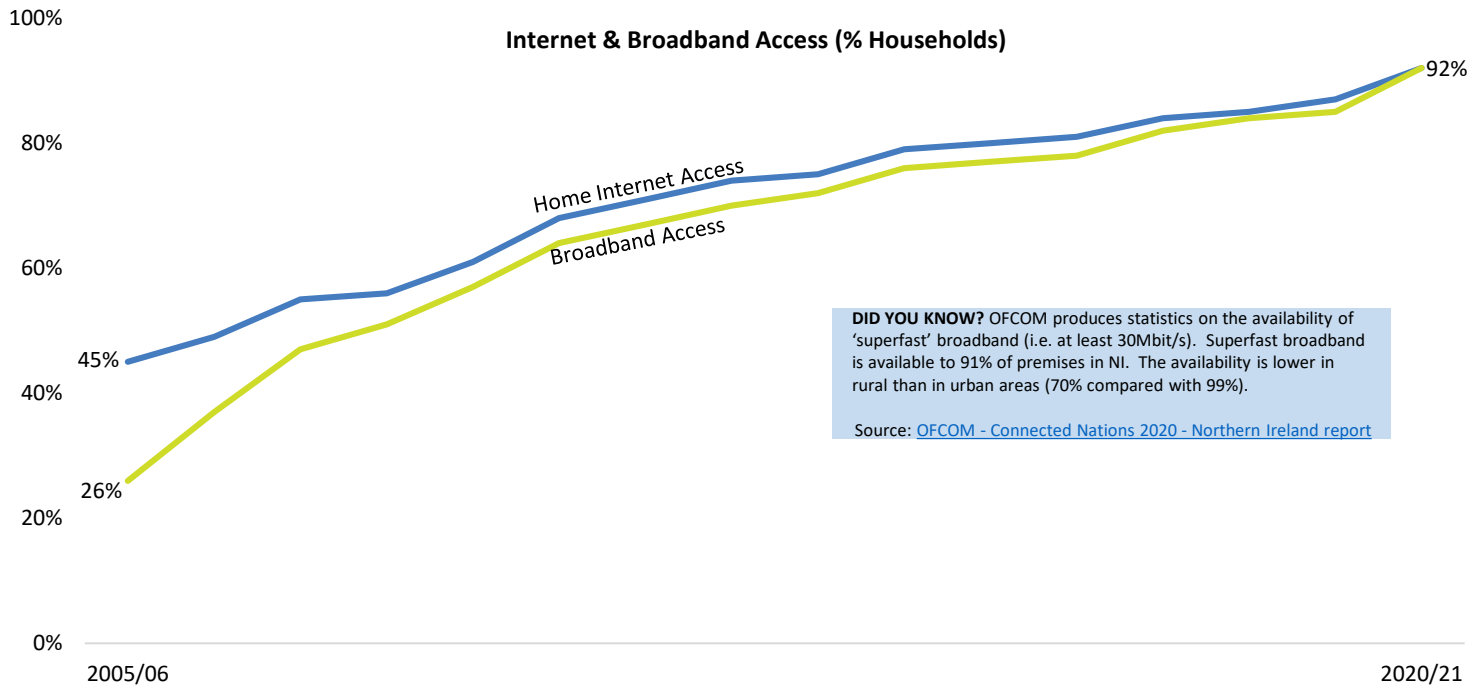 Internet & Broadband Access (% Households)
100%
80%
60%
40%
20%
0%
45%
26%
92%
Home Internet Access
Broadband Access
DID YOU KNOW? OFCOM produces statistics on the availability of
‘superfast’ broadband (i.e. at least 30Mbit/s). Superfast broadband
is available to 91% of premises in NI. The availability is lower in
rural than in urban areas (70% compared with 99%).
Source: OFCOM - Connected Nations 2020 - Northern Ireland report
2005/06
2020/21